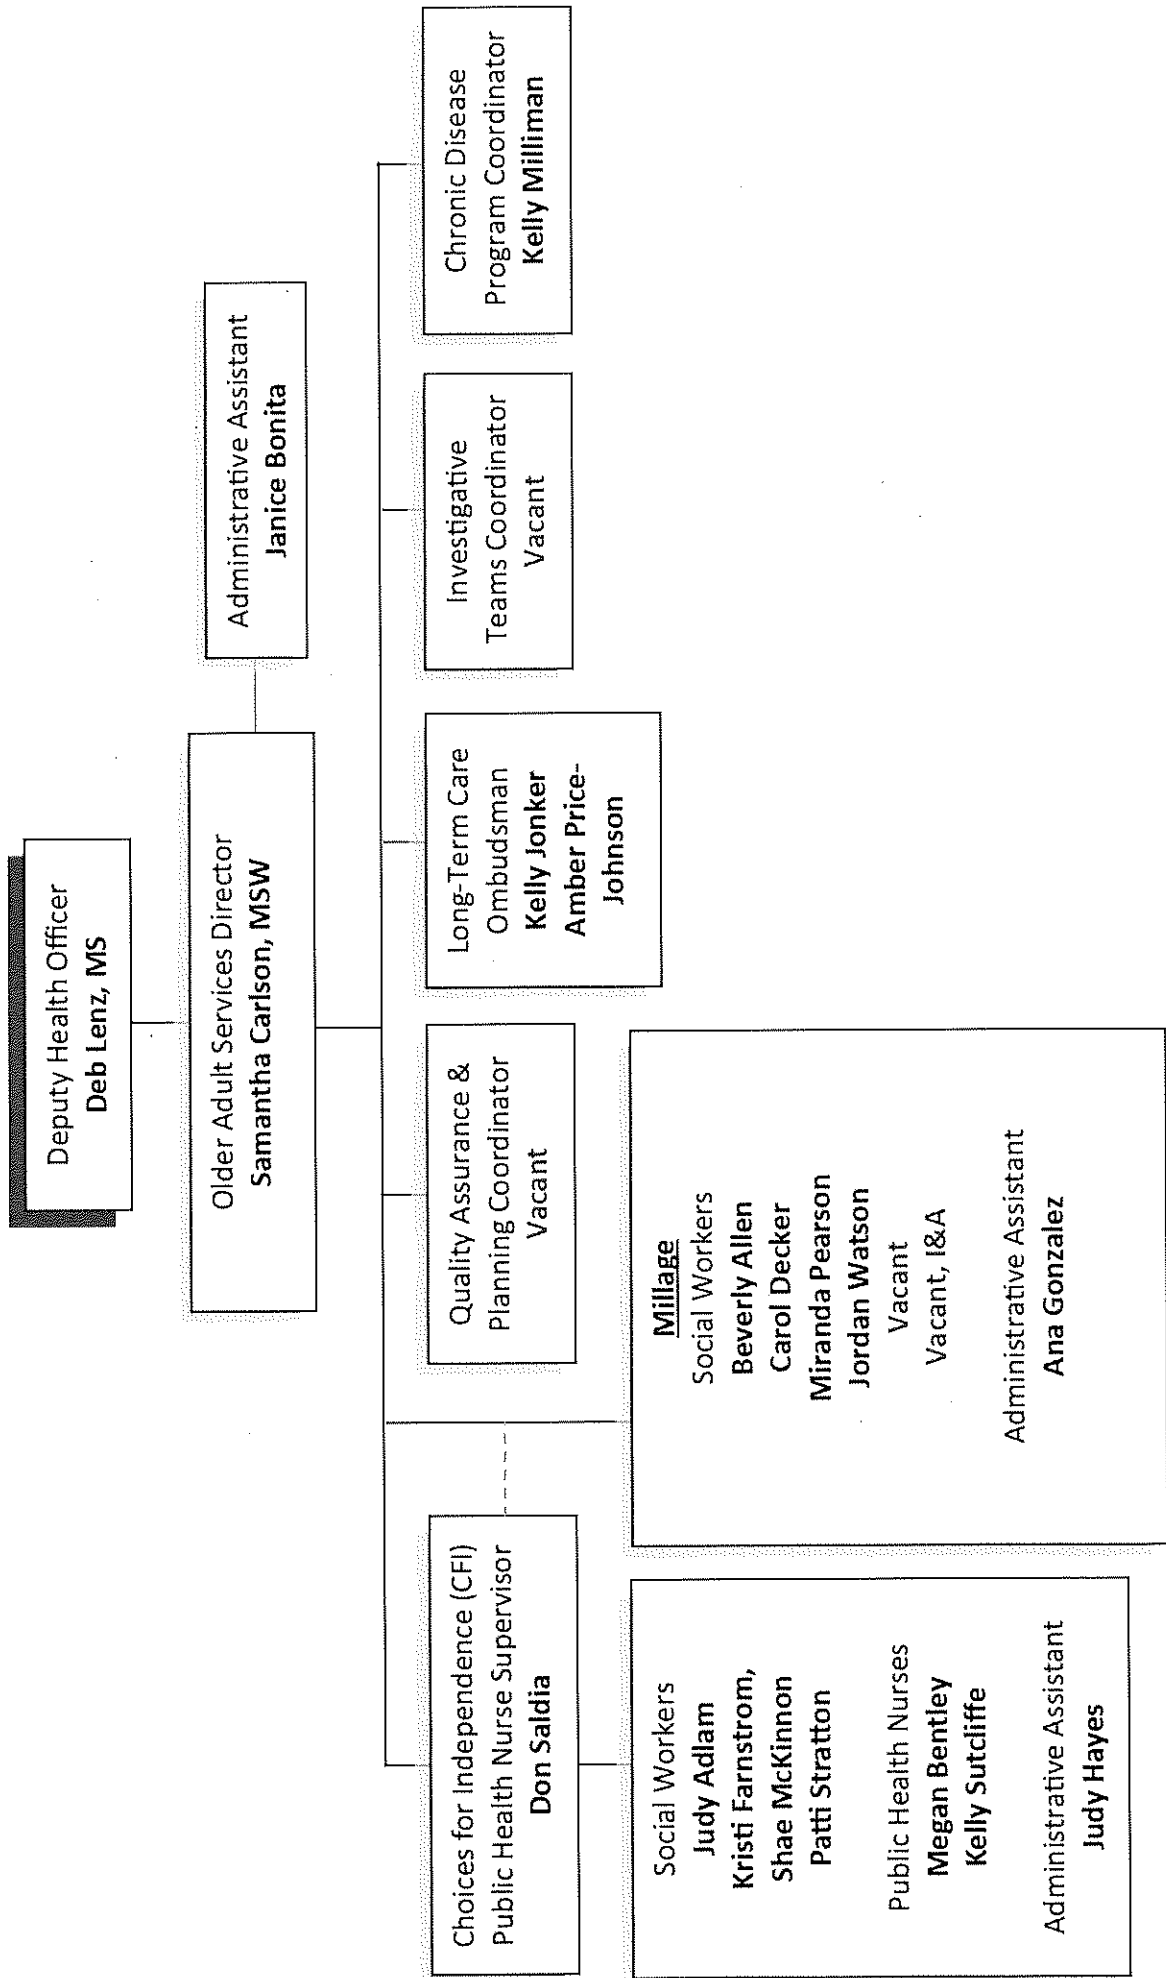 Deputy Health Officer
Deb Lenz, MS
Older Adult Services Director
Samantha Carlson, MSW
Administrative Assistant
Janice Bonita
Choices for Independence (CFI)
Public Health Nurse Supervisor
Don Saldia
Quality Assurance &
Planning Coordinator
Vacant
Long-Term Care
Ombudsman
Kelly Jonker
Amber Price-
Johnson
Investigative
Teams Coordinator
Vacant
Chronic Disease
Program Coordinator
Kelly Milliman
Social Workers
Judy Adlam
Kristi Farnstrom,
Shae McKinnon
Patti Stratton
Public Health Nurses
Megan Bentley
Kelly Sutcliffe
Administrative Assistant
Judy Hayes
Millage
Social Workers
Beverly Allen
Carol Decker
Miranda Pearson
Jordan Watson
Vacant
Vacant, I&A
Administrative Assistant
Ana Gonzalez